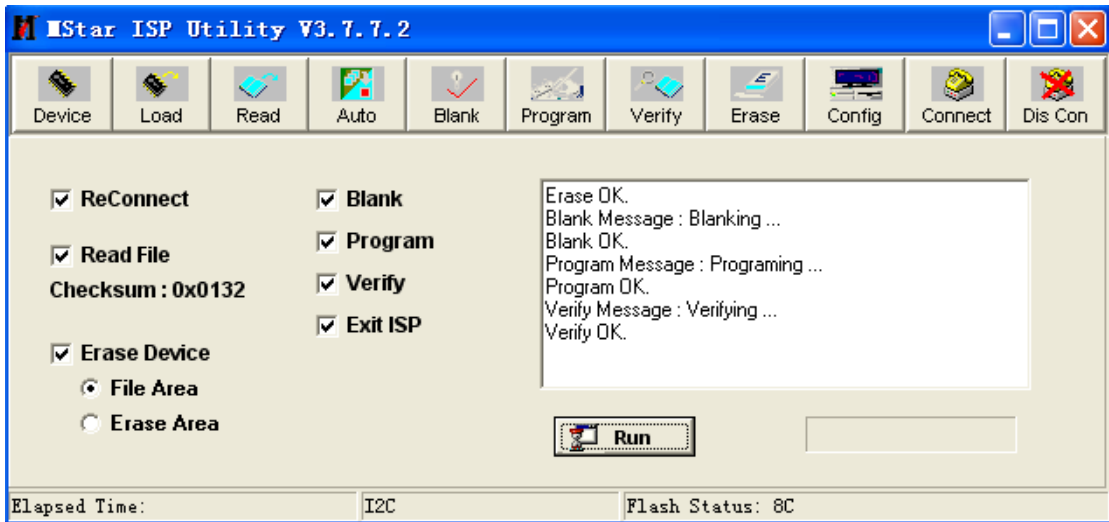 MStar ISP Utility V3.7.7.2
Device Load Read Auto Blank Program Verify Erase Config Connect Dis Con
ReConnect
Read File
Checksum : 0x0132
Erase Device
File Area
Erase Area
Blank
Program
Verify
Exit ISP
Erase OK.
Blank Message : Blanking ...
Blank OK.
Program Message : Programing ...
Program OK.
Verify Message : Verifying ...
Verify OK.
Run
Elapsed Time: I2C Flash Status: 8C